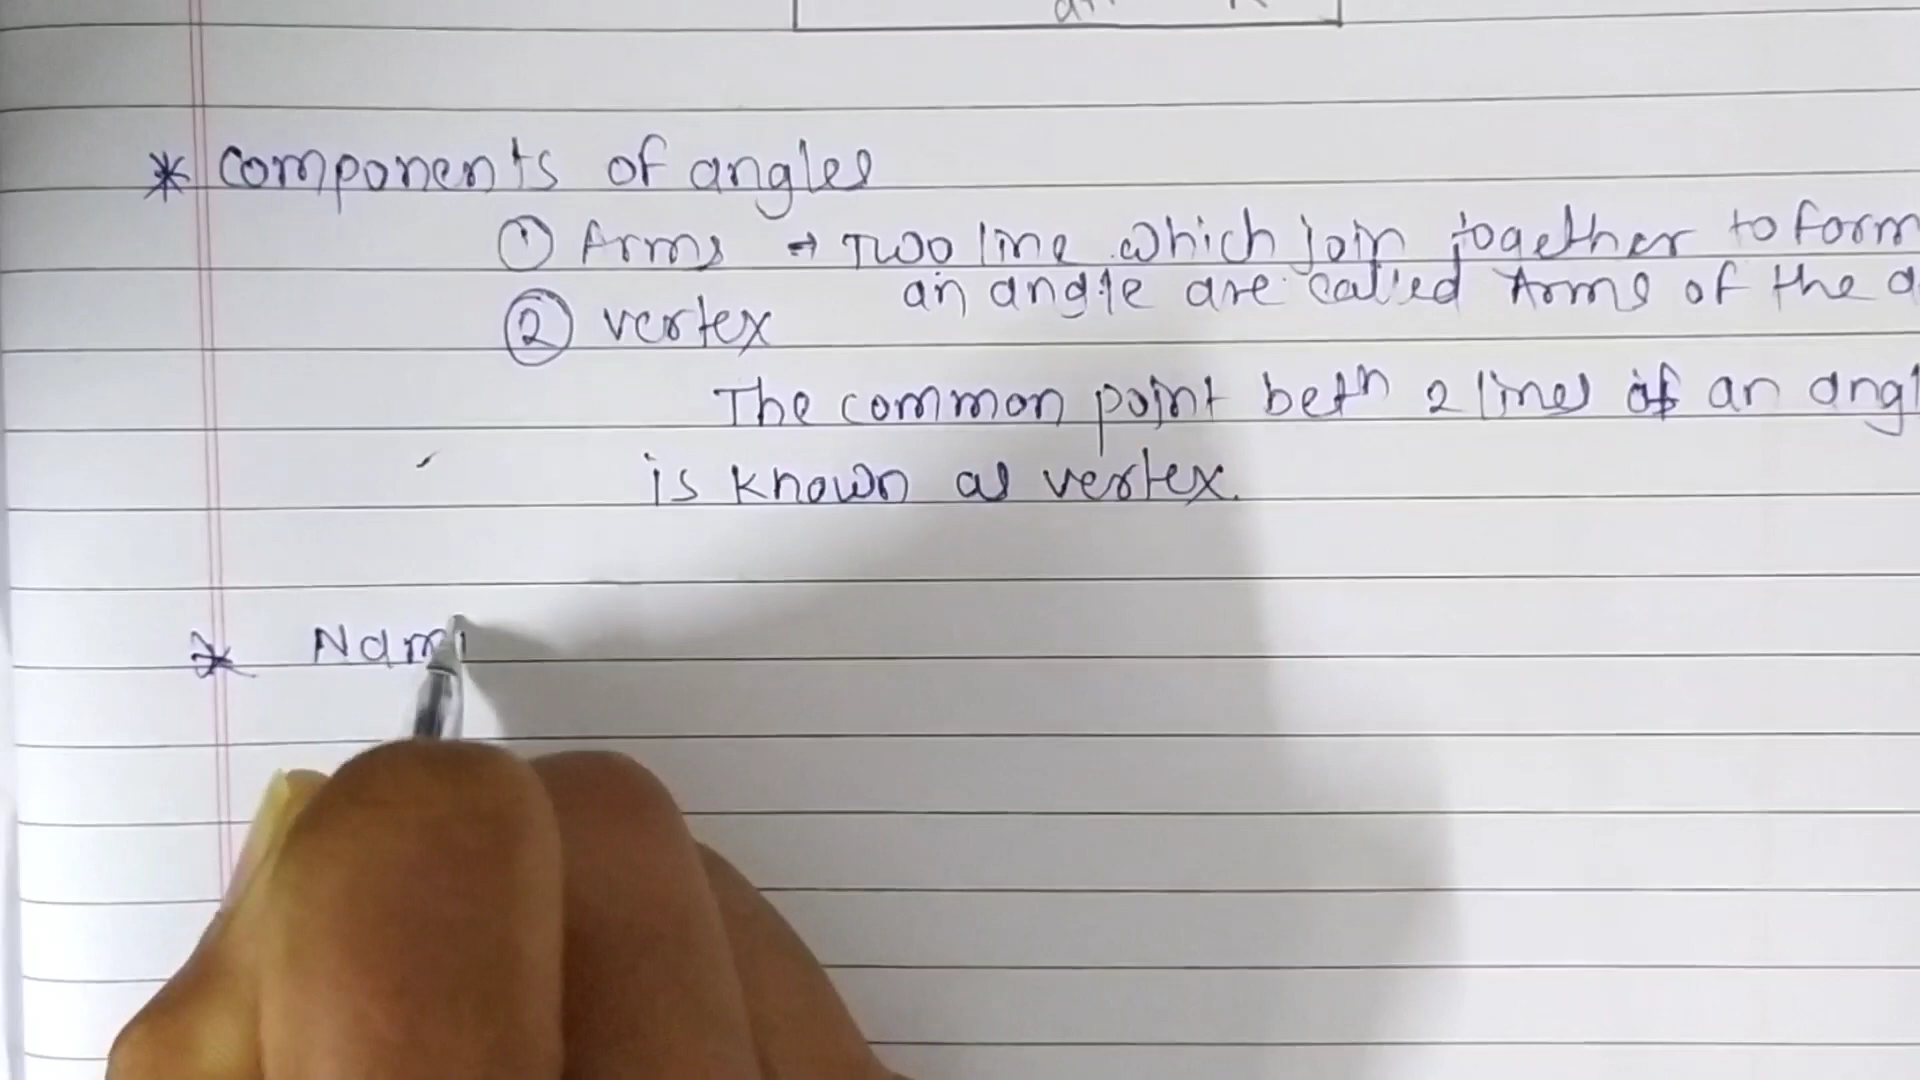 * Components of angles
① Arms → Two line which join together to form
an angle are called Arms of the a
② vertex
The common point betn 2 lines of an angl
is known as vertex.
* Nam